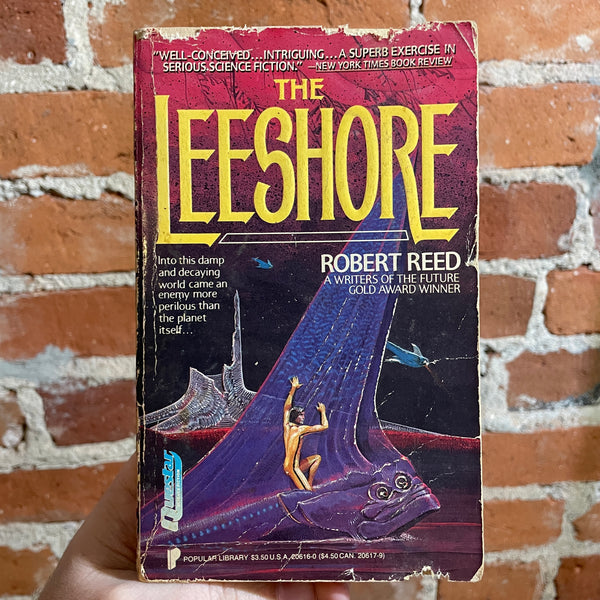 "WELL-CONCEIVED...INTRIGUING...A SUPERB EXERCISE IN
SERIOUS SCIENCE FICTION." —NEW YORK TIMES BOOK REVIEW
THE
LEESHORE
Into this damp
and decaying
world came an
enemy more
perilous than
the planet
itself...
ROBERT REED
A WRITERS OF THE FUTURE
GOLD AWARD WINNER
Questar
POPULAR LIBRARY $3.50 U.S.A. 20516-0 ($4.50 CAN. 20517-9)